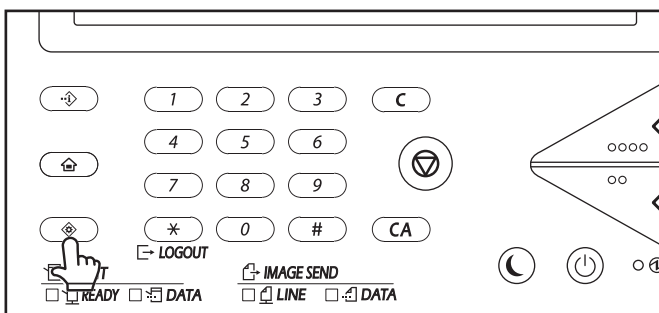 1 2 3 C
4 5 6
7 8 9
* 0 # CA
LOGOUT
IMAGE SEND
READY DATA LINE DATA